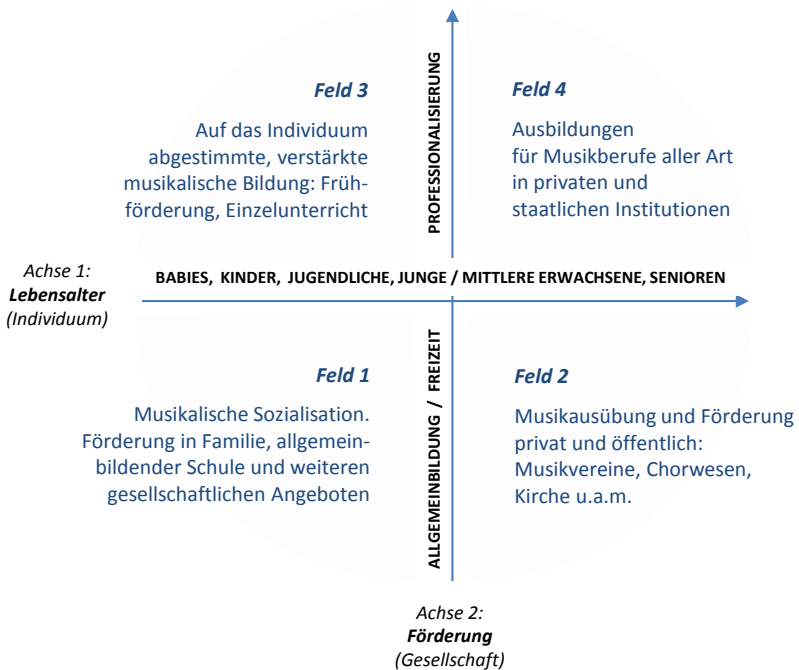 Feld 3
Auf das Individuum
abgestimmte, verstärkte
musikalische Bildung: Früh-
förderung, Einzelunterricht
PROFESSIONALISIERUNG
Feld 4
Ausbildungen
für Musikberufe aller Art
in privaten und
staatlichen Institutionen
Achse 1:
Lebensalter
(Individuum)
BABIES, KINDER, JUGENDLICHE, JUNGE / MITTLERE ERWACHSENE, SENIOREN
Feld 1
Musikalische Sozialisation.
Förderung in Familie, allgemein-
bildender Schule und weiteren
gesellschaftlichen Angeboten
ALLGEMEINBILDUNG / FREIZEIT
Feld 2
Musikausübung und Förderung
privat und öffentlich:
Musikvereine, Chorwesen,
Kirche u.a.m.
Achse 2:
Förderung
(Gesellschaft)